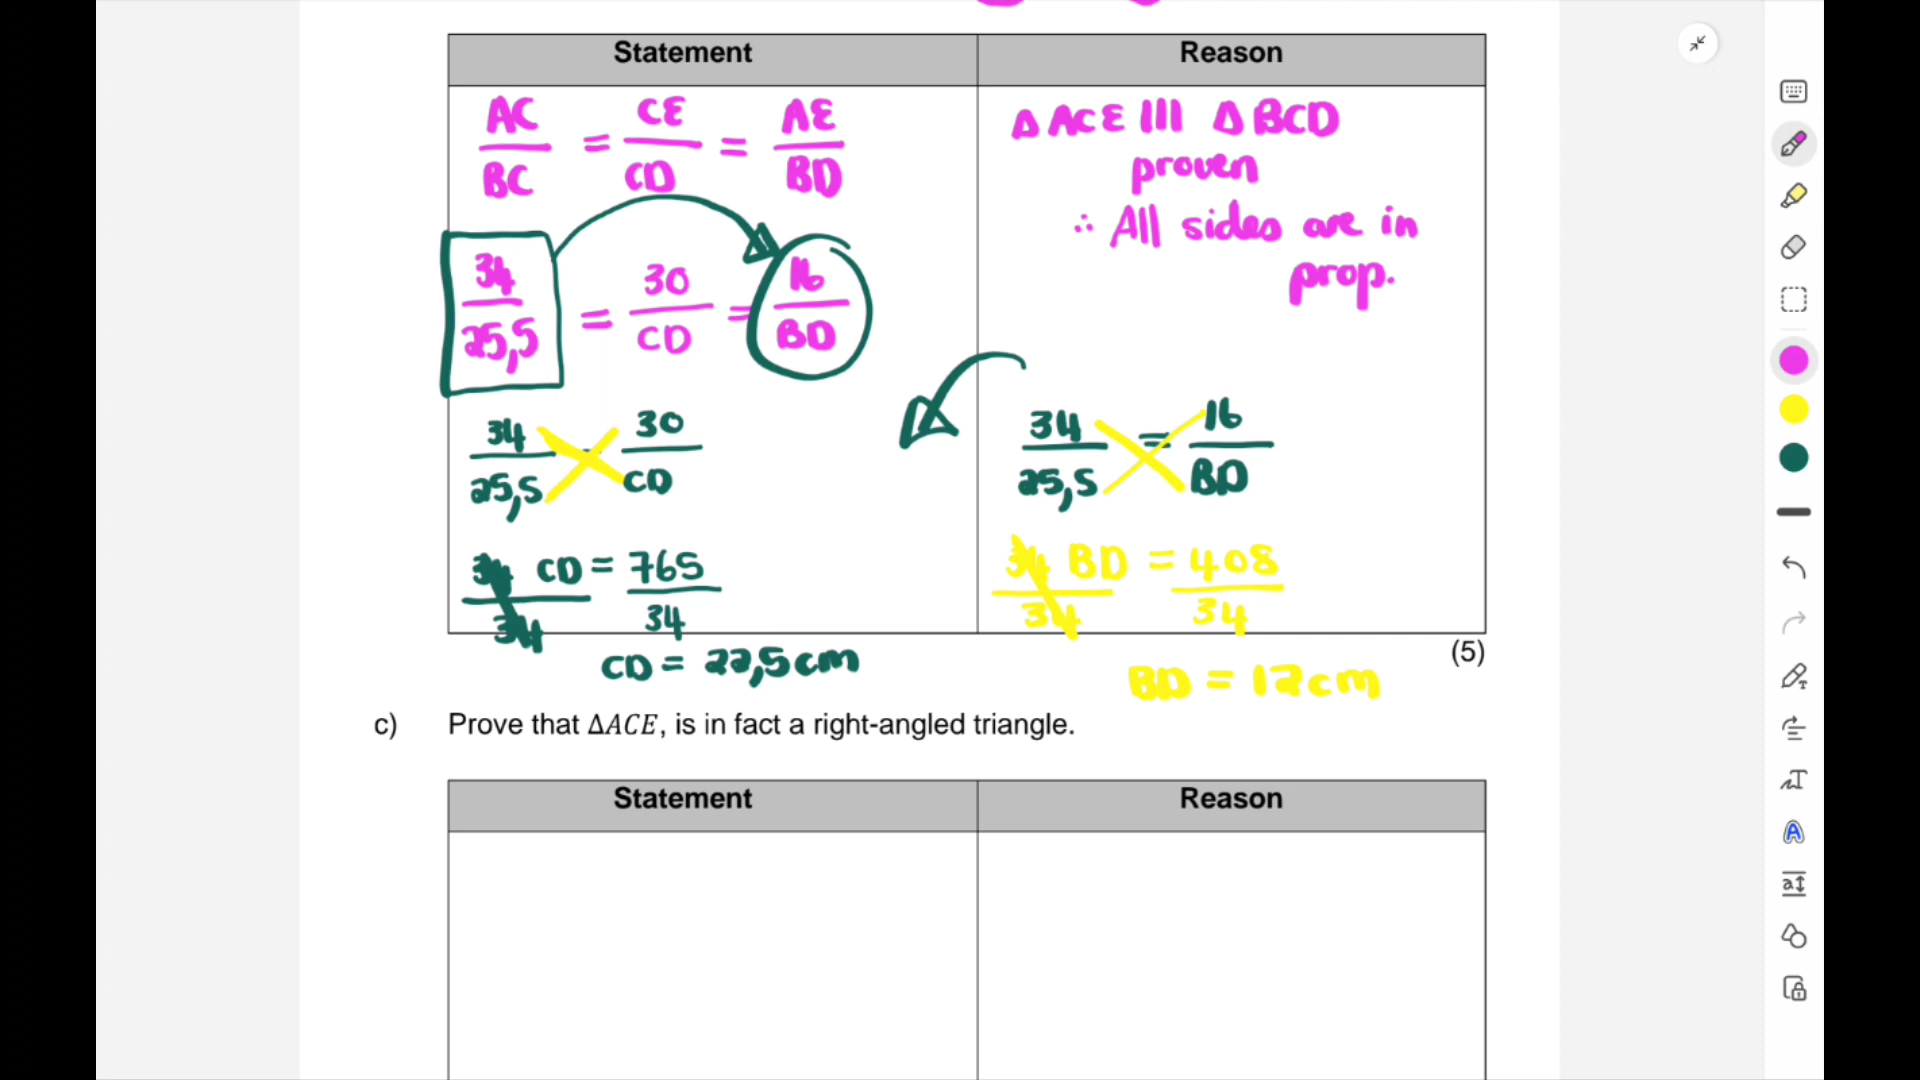 Statement Reason
AC/BC = CE/CD = AE/BD
△ ACE ||| △ BCD
proven
∴ All sides are in
prop.
34/25,5 = 30/CD = 16/BD
34/25,5 = 30/CD
34 CD/34 = 765/34
CD = 22,5cm
34/25,5 = 16/BD
34 BD/34 = 408/34
BD = 12cm
(5)
c) Prove that ΔACE, is in fact a right-angled triangle.
Statement Reason